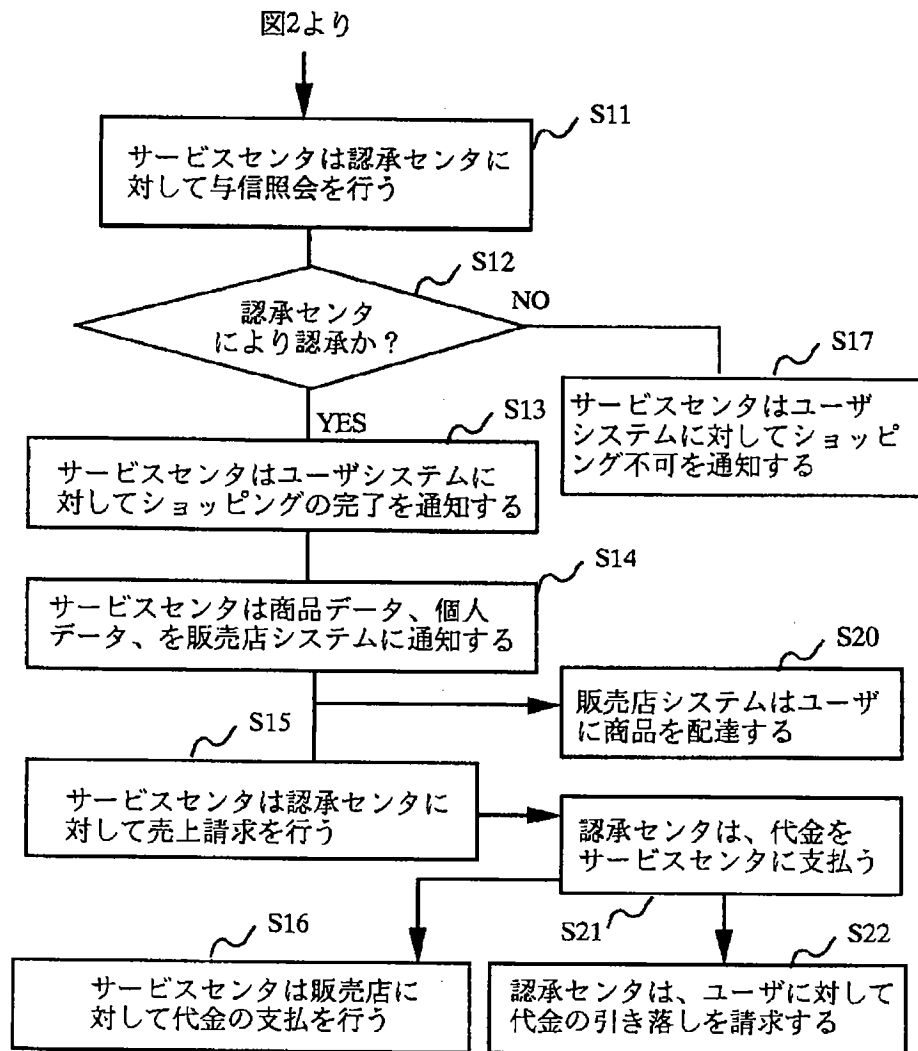 図2より
S11
サービスセンタは認承センタに
対して与信照会を行う
S12
認承センタ
により認承か？
NO
YES
S17
サービスセンタはユーザ
システムに対してショッピ
ング不可を通知する
S13
サービスセンタはユーザシステムに
対してショッピングの完了を通知する
S14
サービスセンタは商品データ、個人
データ、を販売店システムに通知する
S20
販売店システムはユーザ
に商品を配達する
S15
サービスセンタは認承センタに
対して売上請求を行う
認承センタは、代金を
サービスセンタに支払う
S21
S16
サービスセンタは販売店に
対して代金の支払を行う
S22
認承センタは、ユーザに対して
代金の引き落しを請求する